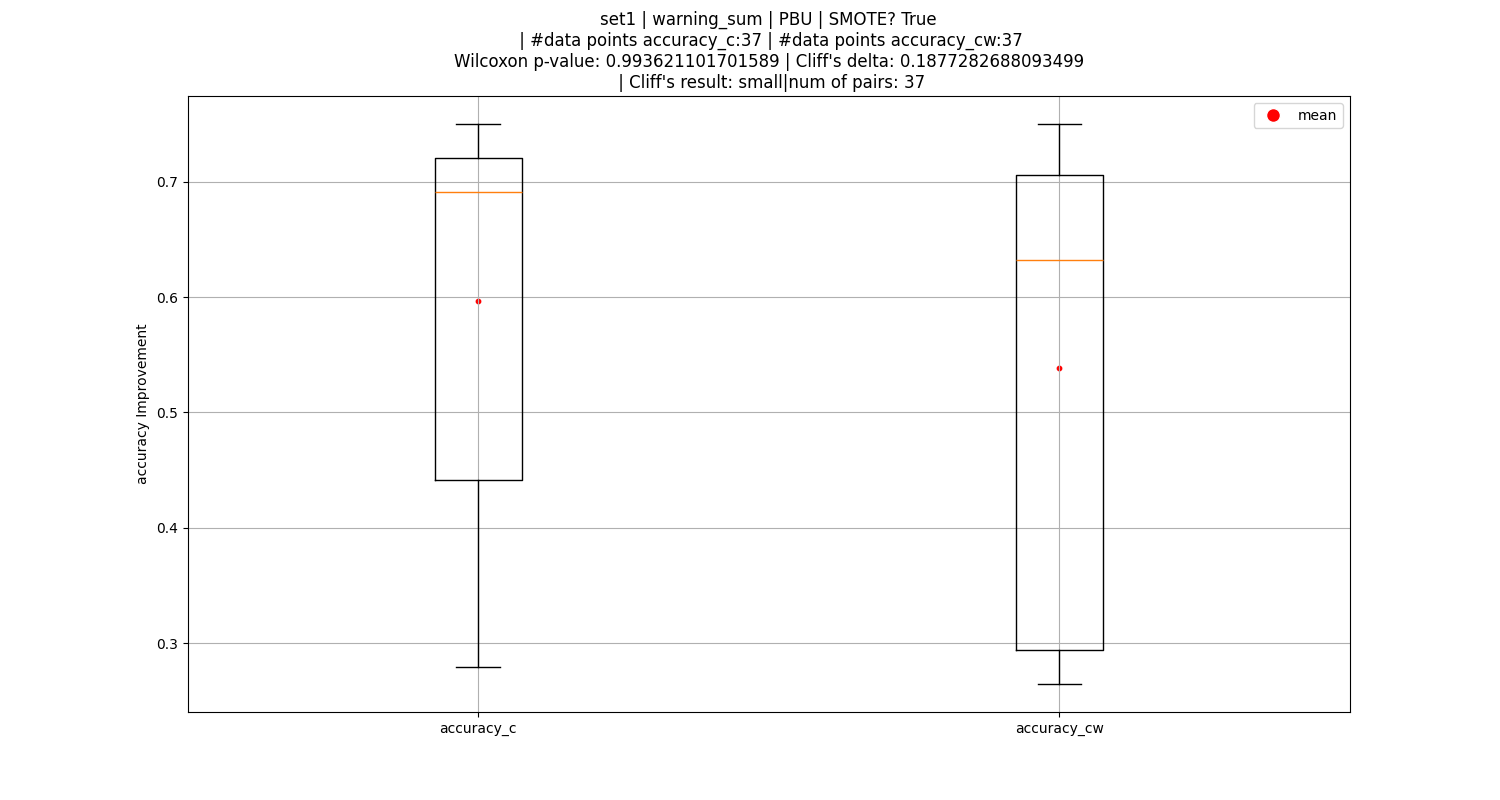 set1 | warning_sum | PBU | SMOTE? True
| #data points accuracy_c:37 | #data points accuracy_cw:37
Wilcoxon p-value: 0.993621101701589 | Cliff's delta: 0.1877282688093499
| Cliff's result: small|num of pairs: 37
mean
0.7
0.6
0.5
0.4
0.3
accuracy Improvement
accuracy_c
accuracy_cw